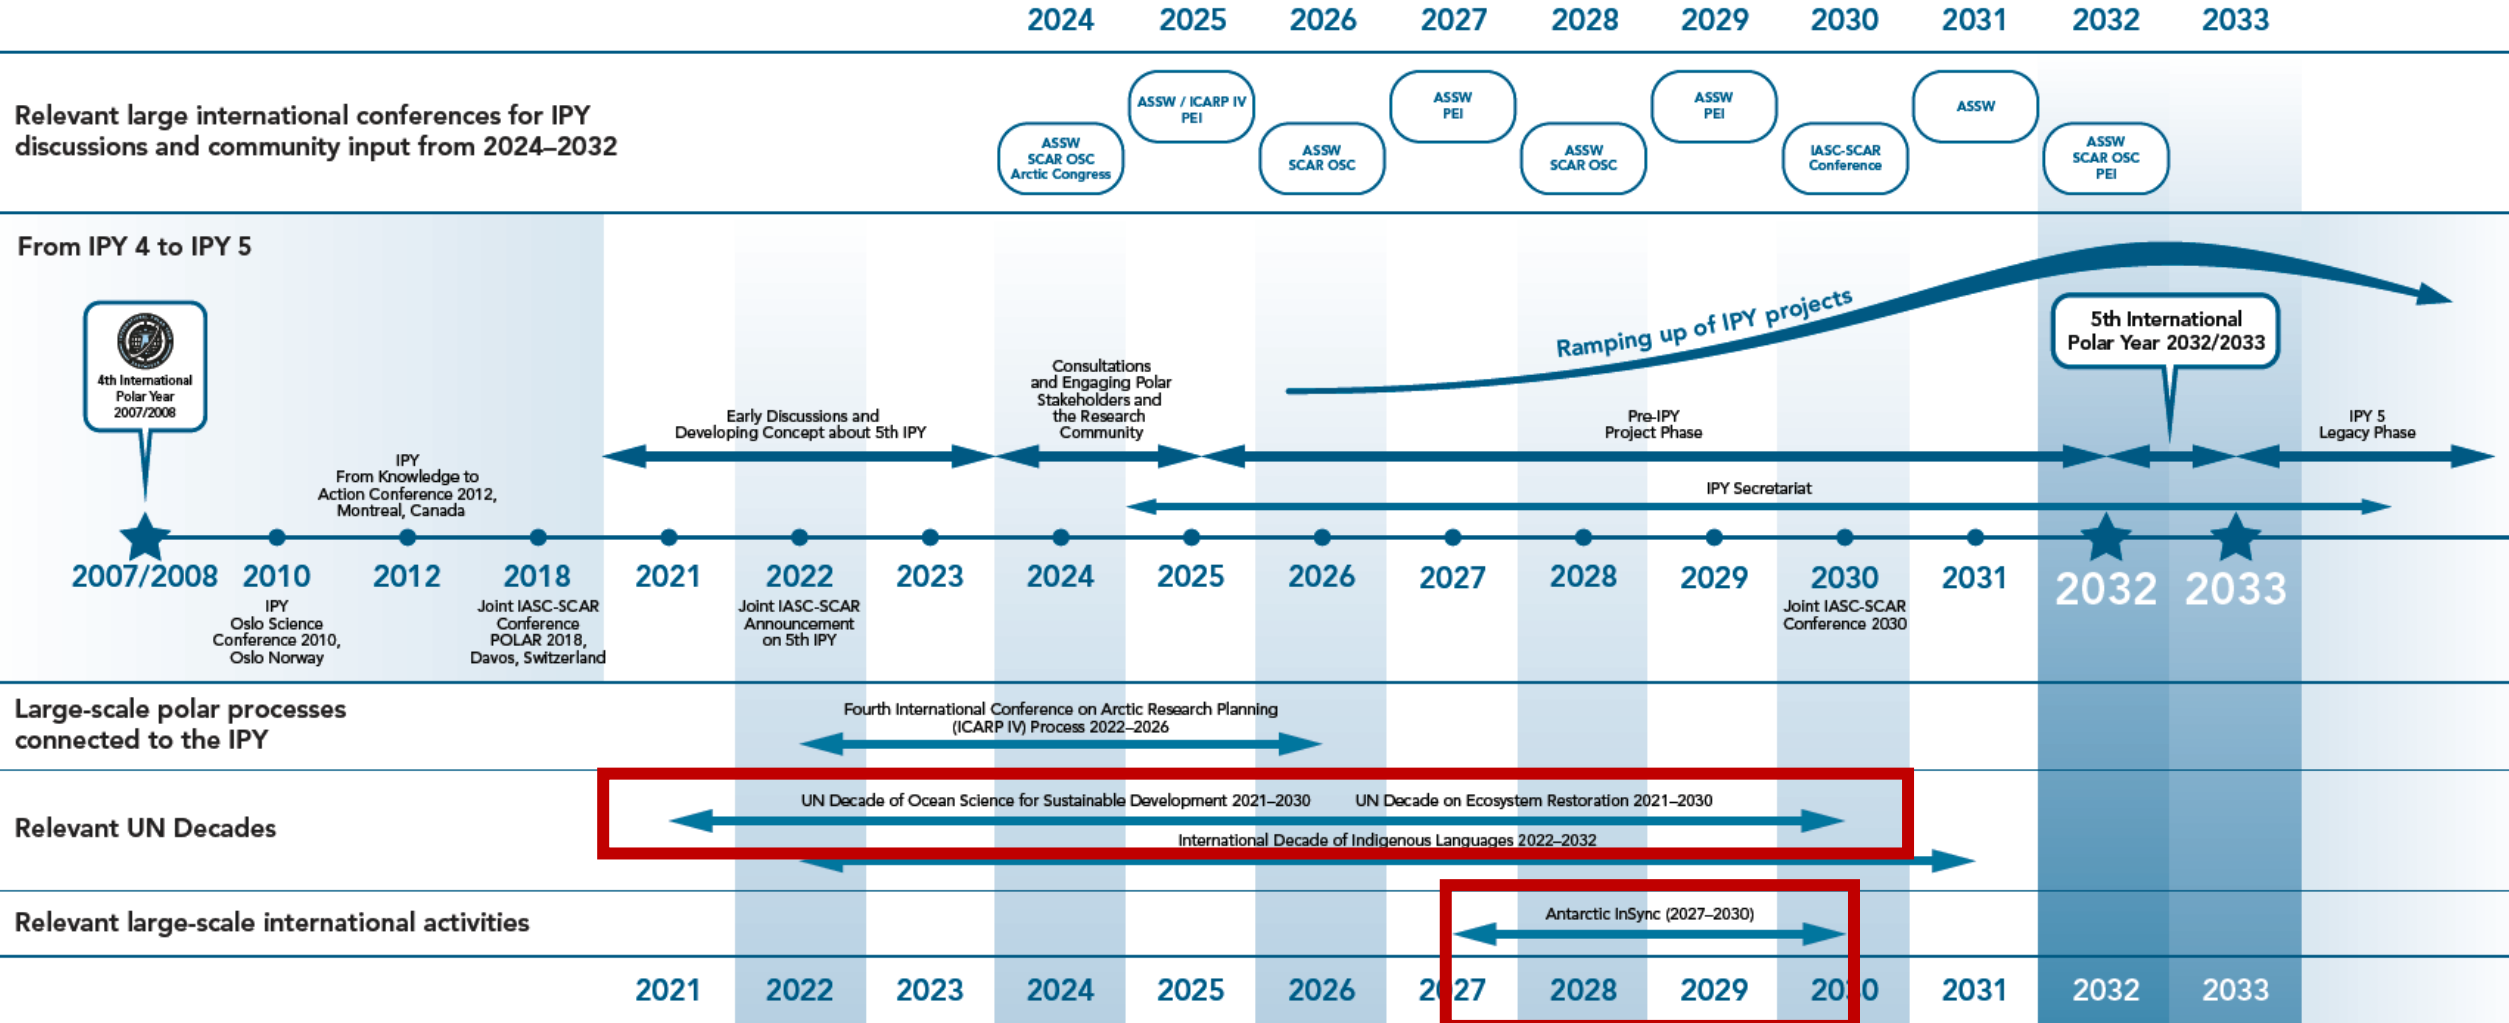 2024 2025 2026 2027 2028 2029 2030 2031 2032 2033
Relevant large international conferences for IPY
discussions and community input from 2024–2032
ASSW
SCAR OSC
Arctic Congress
ASSW / ICARP IV
PEI
ASSW
SCAR OSC
ASSW
PEI
ASSW
SCAR OSC
ASSW
PEI
IASC-SCAR
Conference
ASSW
ASSW
SCAR OSC
PEI
From IPY 4 to IPY 5
4th International
Polar Year
2007/2008
IPY
From Knowledge to
Action Conference 2012,
Montreal, Canada
Early Discussions and
Developing Concept about 5th IPY
Consultations
and Engaging Polar
Stakeholders and
the Research
Community
Ramping up of IPY projects
Pre-IPY
Project Phase
5th International
Polar Year 2032/2033
IPY 5
Legacy Phase
IPY Secretariat
2007/2008 2010 2012 2018 2021 2022 2023 2024 2025 2026 2027 2028 2029 2030 2031 2032 2033
IPY
Oslo Science
Conference 2010,
Oslo Norway
Joint IASC-SCAR
Conference
POLAR 2018,
Davos, Switzerland
Joint IASC-SCAR
Announcement
on 5th IPY
Joint IASC-SCAR
Conference 2030
Large-scale polar processes
connected to the IPY
Fourth International Conference on Arctic Research Planning
(ICARP IV) Process 2022–2026
Relevant UN Decades
UN Decade of Ocean Science for Sustainable Development 2021–2030 UN Decade on Ecosystem Restoration 2021–2030
International Decade of Indigenous Languages 2022–2032
Relevant large-scale international activities
Antarctic InSync (2027–2030)
2021 2022 2023 2024 2025 2026 2027 2028 2029 2030 2031 2032 2033